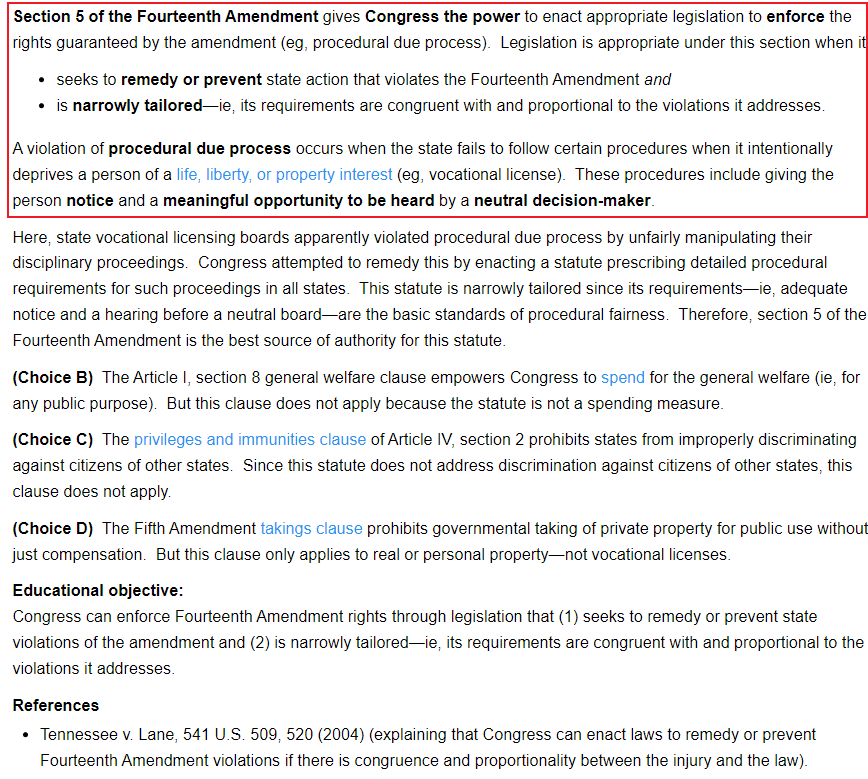 Section 5 of the Fourteenth Amendment gives Congress the power to enact appropriate legislation to enforce the
rights guaranteed by the amendment (eg, procedural due process). Legislation is appropriate under this section when it
• seeks to remedy or prevent state action that violates the Fourteenth Amendment and
• is narrowly tailored—ie, its requirements are congruent with and proportional to the violations it addresses.
A violation of procedural due process occurs when the state fails to follow certain procedures when it intentionally
deprives a person of a life, liberty, or property interest (eg, vocational license). These procedures include giving the
person notice and a meaningful opportunity to be heard by a neutral decision-maker.
Here, state vocational licensing boards apparently violated procedural due process by unfairly manipulating their
disciplinary proceedings. Congress attempted to remedy this by enacting a statute prescribing detailed procedural
requirements for such proceedings in all states. This statute is narrowly tailored since its requirements—ie, adequate
notice and a hearing before a neutral board—are the basic standards of procedural fairness. Therefore, section 5 of the
Fourteenth Amendment is the best source of authority for this statute.
(Choice B) The Article I, section 8 general welfare clause empowers Congress to spend for the general welfare (ie, for
any public purpose). But this clause does not apply because the statute is not a spending measure.
(Choice C) The privileges and immunities clause of Article IV, section 2 prohibits states from improperly discriminating
against citizens of other states. Since this statute does not address discrimination against citizens of other states, this
clause does not apply.
(Choice D) The Fifth Amendment takings clause prohibits governmental taking of private property for public use without
just compensation. But this clause only applies to real or personal property—not vocational licenses.
Educational objective:
Congress can enforce Fourteenth Amendment rights through legislation that (1) seeks to remedy or prevent state
violations of the amendment and (2) is narrowly tailored—ie, its requirements are congruent with and proportional to the
violations it addresses.
References
• Tennessee v. Lane, 541 U.S. 509, 520 (2004) (explaining that Congress can enact laws to remedy or prevent
Fourteenth Amendment violations if there is congruence and proportionality between the injury and the law).